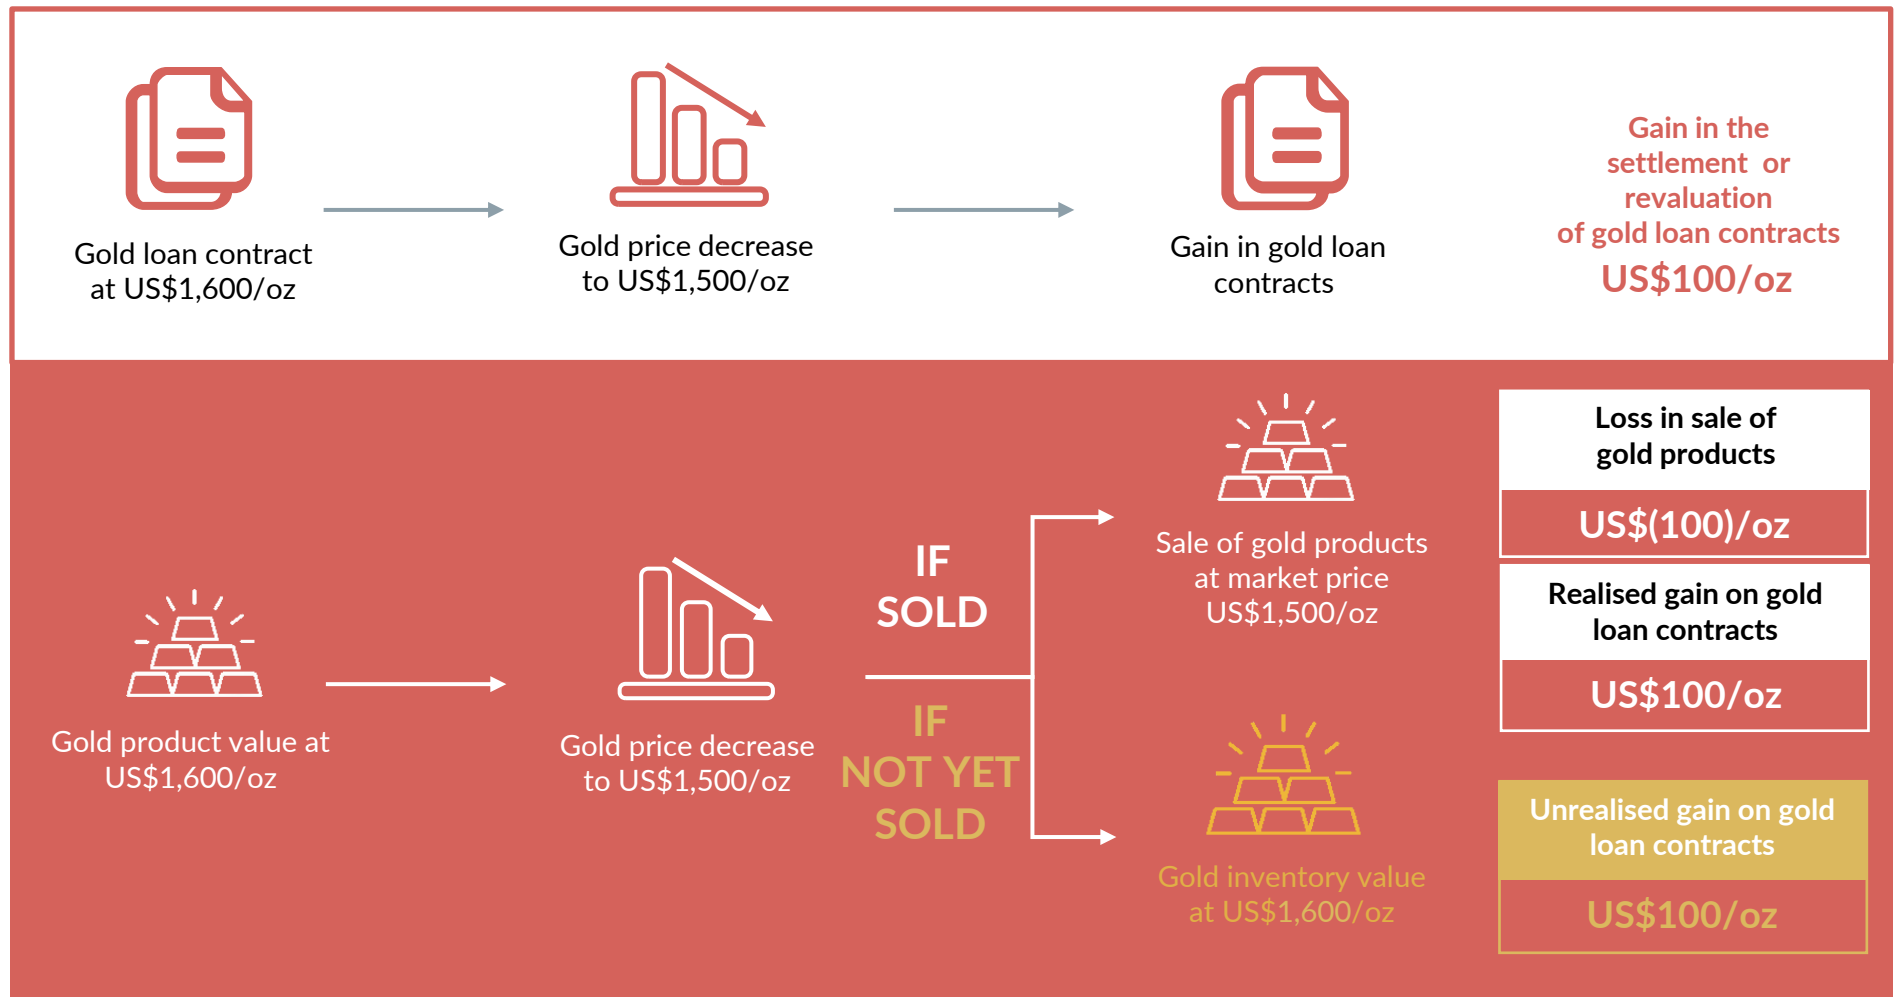 Gold loan contract
at US$1,600/oz
Gold price decrease
to US$1,500/oz
Gain in gold loan
contracts
Gain in the
settlement or
revaluation
of gold loan contracts
US$100/oz
Gold product value at
US$1,600/oz
Gold price decrease
to US$1,500/oz
IF
SOLD
IF
NOT YET
SOLD
Sale of gold products
at market price
US$1,500/oz
Gold inventory value
at US$1,600/oz
Loss in sale of
gold products
US$(100)/oz
Realised gain on gold
loan contracts
US$100/oz
Unrealised gain on gold
loan contracts
US$100/oz